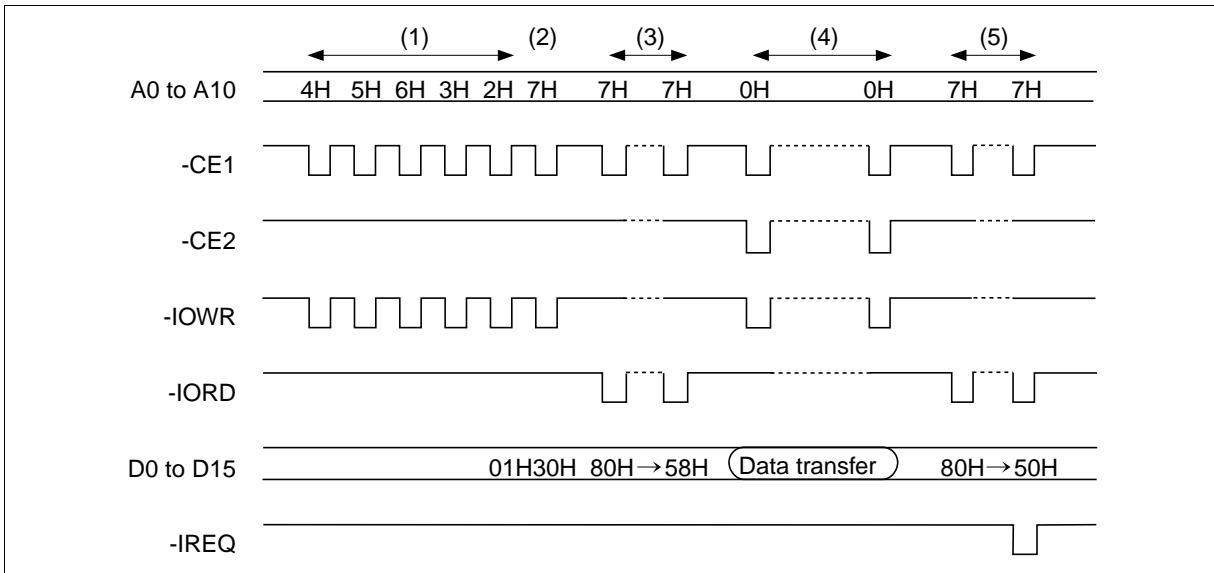 (1) (2) (3) (4) (5)
A0 to A10 4H 5H 6H 3H 2H 7H 7H 7H 0H 0H 7H 7H
-CE1
-CE2
-IOWR
-IORD
D0 to D15 01H30H 80H→58H Data transfer 80H→50H
-IREQ